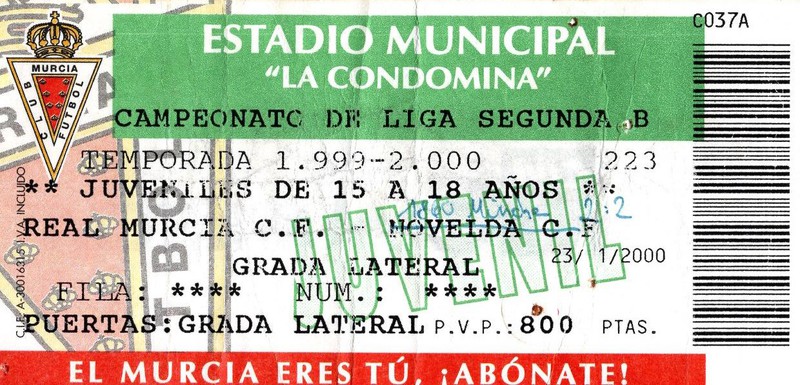 C037A
ESTADIO MUNICIPAL
"LA CONDOMINA"
MURCIA
CLUB
FUTBOL
CAMPEONATO DE LIGA SEGUNDA B
TEMPORADA 1.999-2.000 223
** JUVENILES DE 15 A 18 AÑOS **
2:2
REAL MURCIA C.F. - NOVELDA C.F
23/ 1/2000
JUVENIL
GRADA LATERAL
FILA: **** NUM.: ****
PUERTAS:GRADA LATERAL P.V.P.:800 PTAS.
EL MURCIA ERES TÚ, ¡ABÓNATE!
C.I.F. A-30016315 I.V.A. INCLUIDO
TBOL